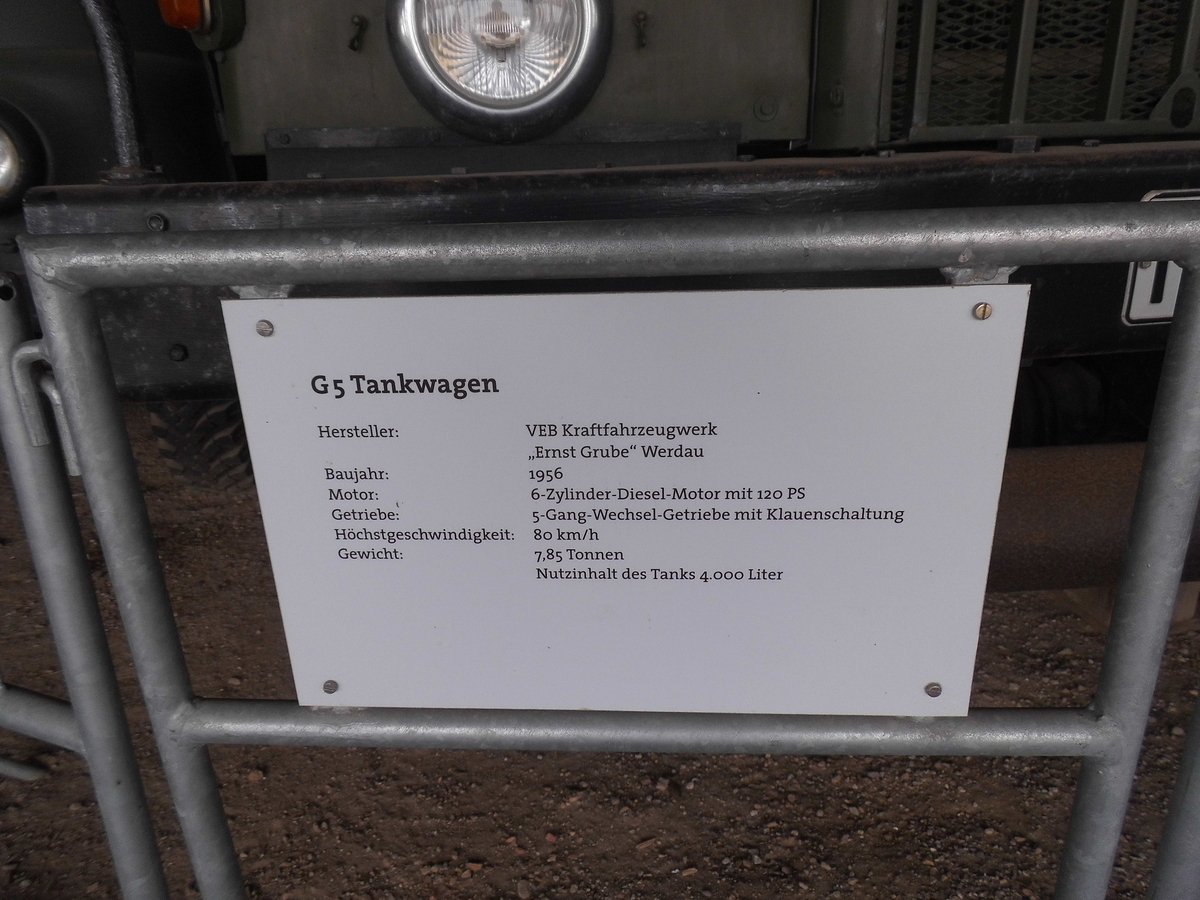 G5 Tankwagen
Hersteller: VEB Kraftfahrzeugwerk
„Ernst Grube“ Werdau
Baujahr: 1956
Motor: 6-Zylinder-Diesel-Motor mit 120 PS
Getriebe: 5-Gang-Wechsel-Getriebe mit Klauenschaltung
Höchstgeschwindigkeit: 80 km/h
Gewicht: 7,85 Tonnen
Nutzinhalt des Tanks 4.000 Liter